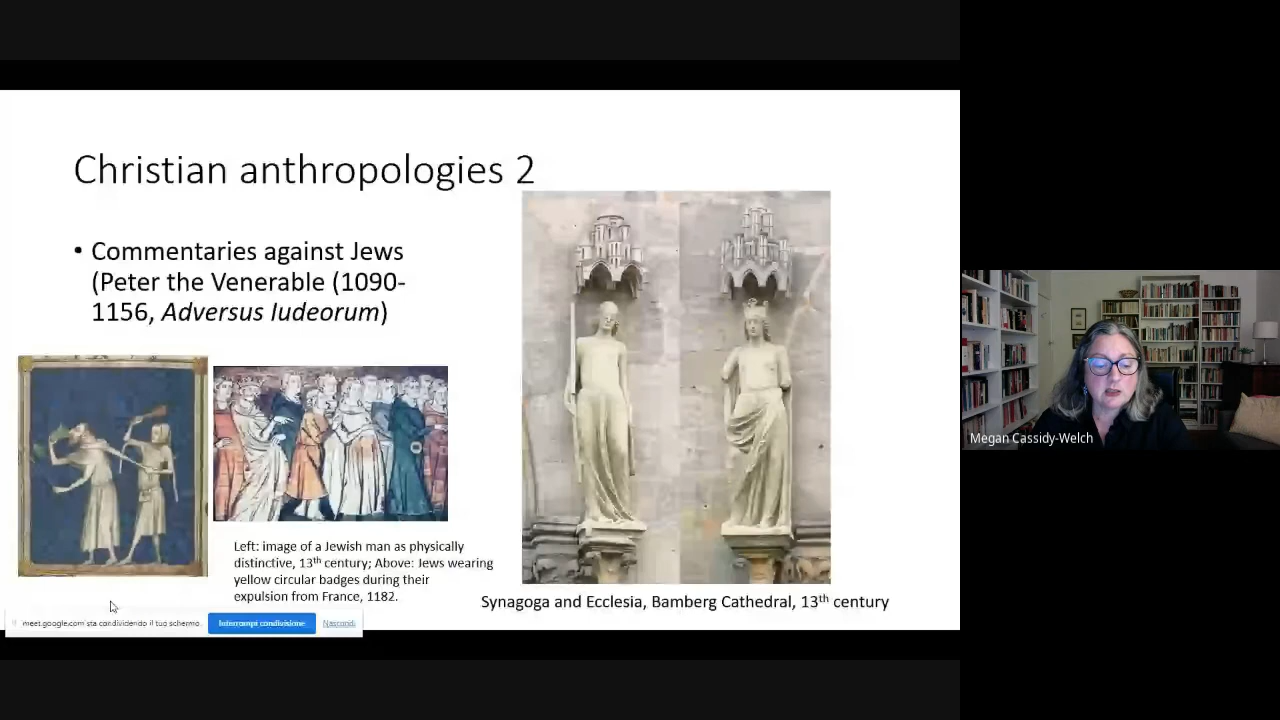 Christian anthropologies 2
• Commentaries against Jews
(Peter the Venerable (1090-
1156, Adversus Iudeorum)
Left: image of a Jewish man as physically
distinctive, 13th century; Above: Jews wearing
yellow circular badges during their
expulsion from France, 1182.
Synagoga and Ecclesia, Bamberg Cathedral, 13th century
meet.google.com sta condividendo il tuo schermo.
Interrompi condivisione
Nascondi
Megan Cassidy-Welch